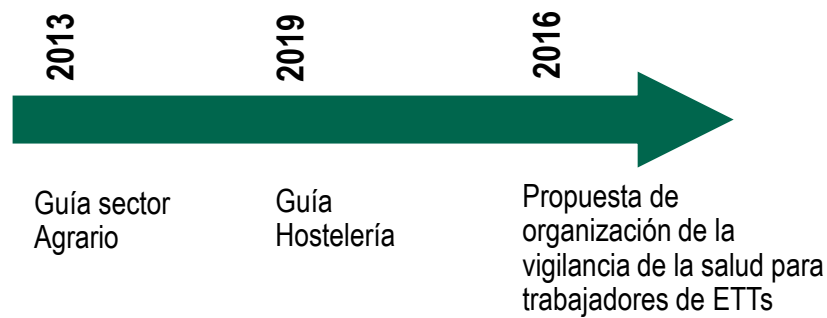 2013
2019
2016
Guía sector
Agrario
Guía
Hostelería
Propuesta de
organización de la
vigilancia de la salud para
trabajadores de ETTs